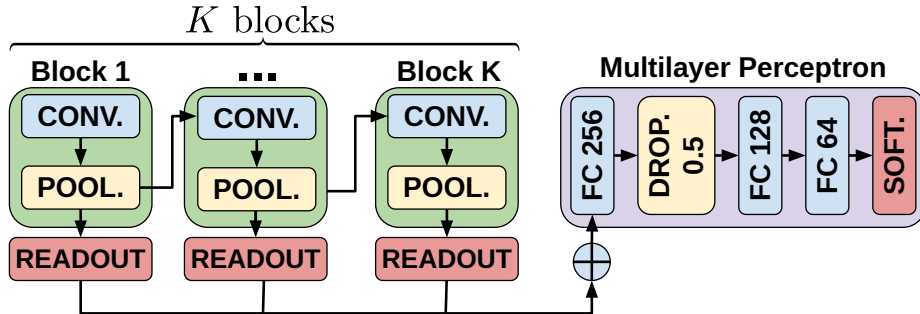 K blocks
Block 1
...
Block K
Multilayer Perceptron
CONV.
CONV.
CONV.
POOL.
POOL.
POOL.
READOUT
READOUT
READOUT
FC 256
DROP.
0.5
FC 128
FC 64
SOFT.